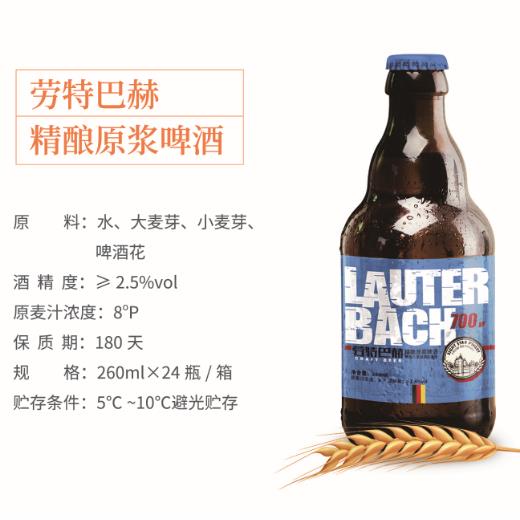 劳特巴赫
精酿原浆啤酒
原 料：水、大麦芽、小麦芽、
啤酒花
酒 精 度：≥ 2.5%vol
原麦汁浓度：8°P
保 质 期：180 天
规 格：260ml×24 瓶 / 箱
贮存条件：5℃ ~10℃避光贮存
LAUTER
BACH
700
劳特巴赫